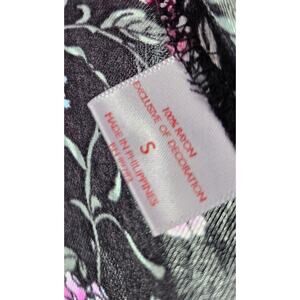 100% RAYON
EXCLUSIVE OF DECORATION
S
MADE IN PHILIPPINES